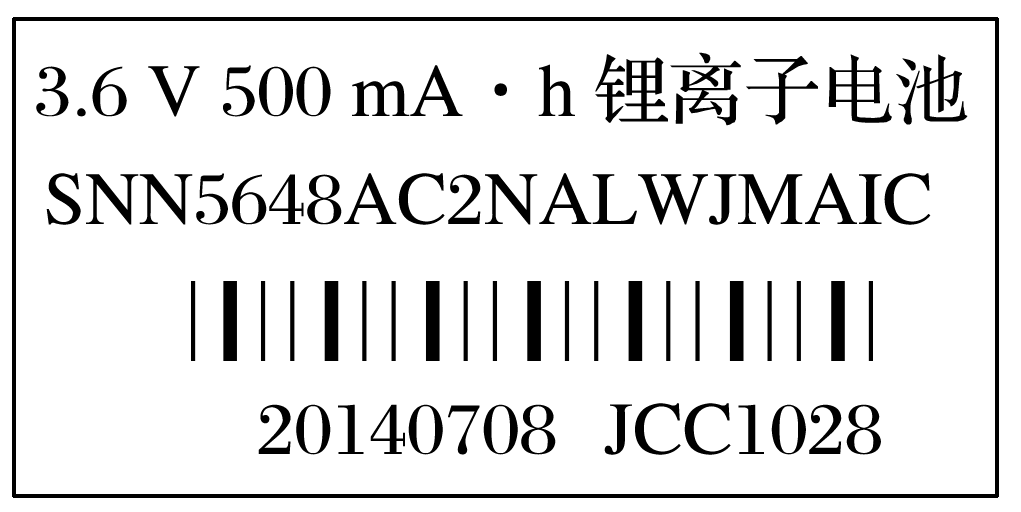 3.6 V 500 mA · h 锂离子电池
SNN5648AC2NALWJMAIC
20140708 JCC1028